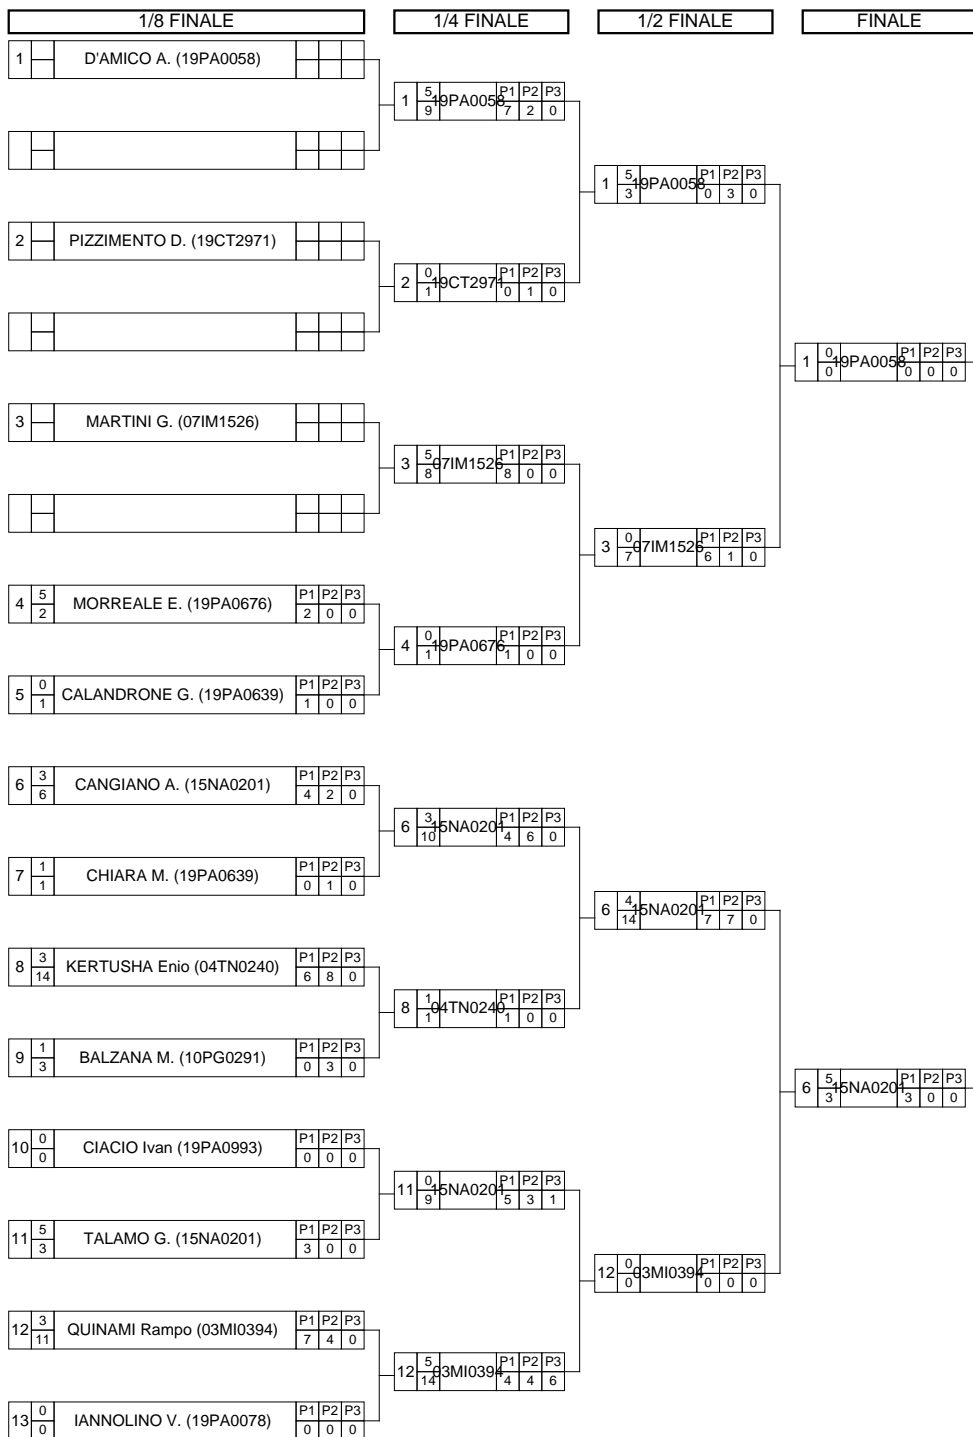 1/8 FINALE
1/4 FINALE
1/2 FINALE
FINALE
1 D'AMICO A. (19PA0058)
2 PIZZIMENTO D. (19CT2971)
3 MARTINI G. (07IM1526)
4 5 2 MORREALE E. (19PA0676) P1 P2 P3 2 0 0
5 0 1 CALANDRONE G. (19PA0639) P1 P2 P3 1 0 0
6 3 6 CANGIANO A. (15NA0201) P1 P2 P3 4 2 0
7 1 1 CHIARA M. (19PA0639) P1 P2 P3 0 1 0
8 3 14 KERTUSHA Enio (04TN0240) P1 P2 P3 6 8 0
9 1 3 BALZANA M. (10PG0291) P1 P2 P3 0 3 0
10 0 0 CIACIO Ivan (19PA0993) P1 P2 P3 0 0 0
11 5 3 TALAMO G. (15NA0201) P1 P2 P3 3 0 0
12 3 11 QUINAMI Rampo (03MI0394) P1 P2 P3 7 4 0
13 0 0 IANNOLINO V. (19PA0078) P1 P2 P3 0 0 0
1 5 9 19PA0058 P1 P2 P3 7 2 0
2 0 1 19CT2971 P1 P2 P3 0 1 0
3 5 8 07IM1526 P1 P2 P3 8 0 0
4 0 1 19PA0676 P1 P2 P3 1 0 0
6 3 10 15NA0201 P1 P2 P3 4 6 0
8 1 1 04TN0240 P1 P2 P3 1 0 0
11 0 9 15NA0201 P1 P2 P3 5 3 1
12 5 14 03MI0394 P1 P2 P3 4 4 6
1 5 3 19PA0058 P1 P2 P3 0 3 0
3 0 7 07IM1526 P1 P2 P3 6 1 0
6 4 14 15NA0201 P1 P2 P3 7 7 0
12 0 0 03MI0394 P1 P2 P3 0 0 0
1 0 0 19PA0058 P1 P2 P3 0 0 0
6 5 3 15NA0201 P1 P2 P3 3 0 0